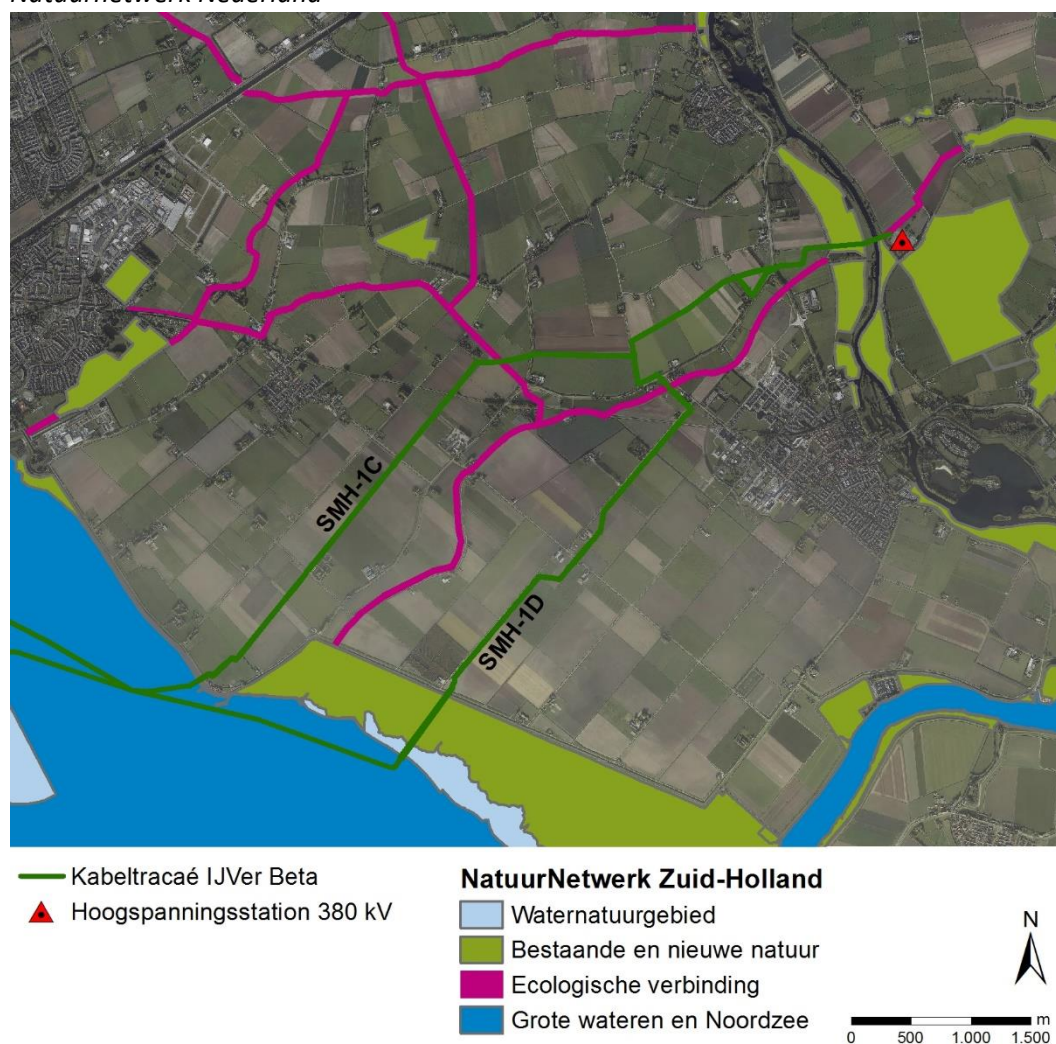 Natuurnetwerk Nederland
SMH-1C
SMH-1D
Kabeltracaé IJVer Beta
Hoogspanningsstation 380 kV
NatuurNetwerk Zuid-Holland
Waternatuurgebied
Bestaande en nieuwe natuur
Ecologische verbinding
Grote wateren en Noordzee
N
m
0 500 1.000 1.500